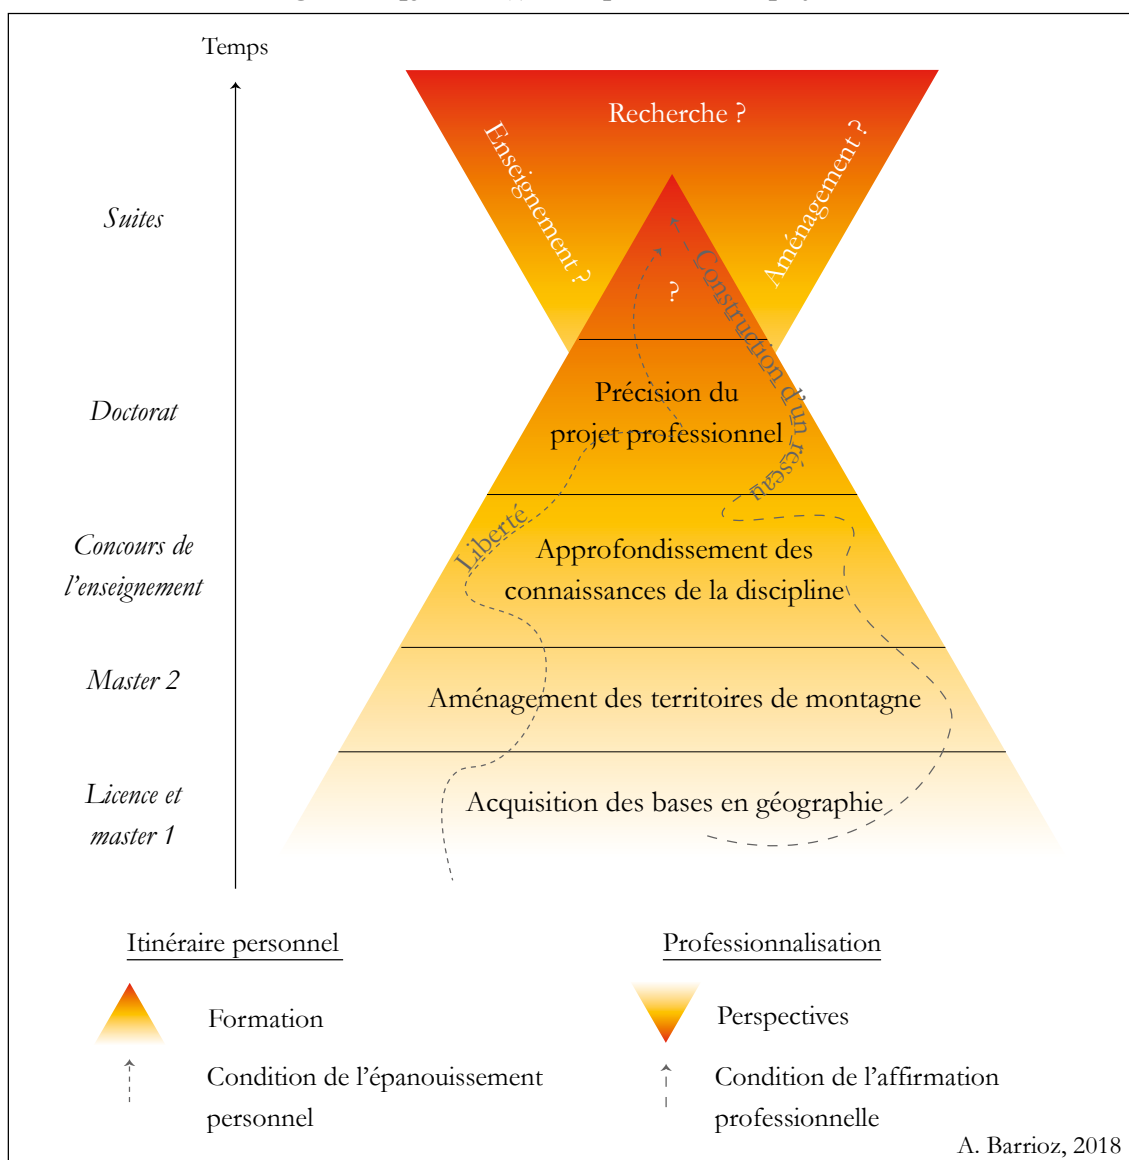 Temps
Recherche ?
Enseignement ?
Aménagement ?
Suites
?
Construction d'un réseau
Doctorat
Précision du
projet professionnel
Liberté
Concours de
l'enseignement
Approfondissement des
connaissances de la discipline
Master 2
Aménagement des territoires de montagne
Licence et
master 1
Acquisition des bases en géographie
Itinéraire personnel
Formation
Condition de l'épanouissement
personnel
Professionnalisation
Perspectives
Condition de l'affirmation
professionnelle
A. Barrioz, 2018